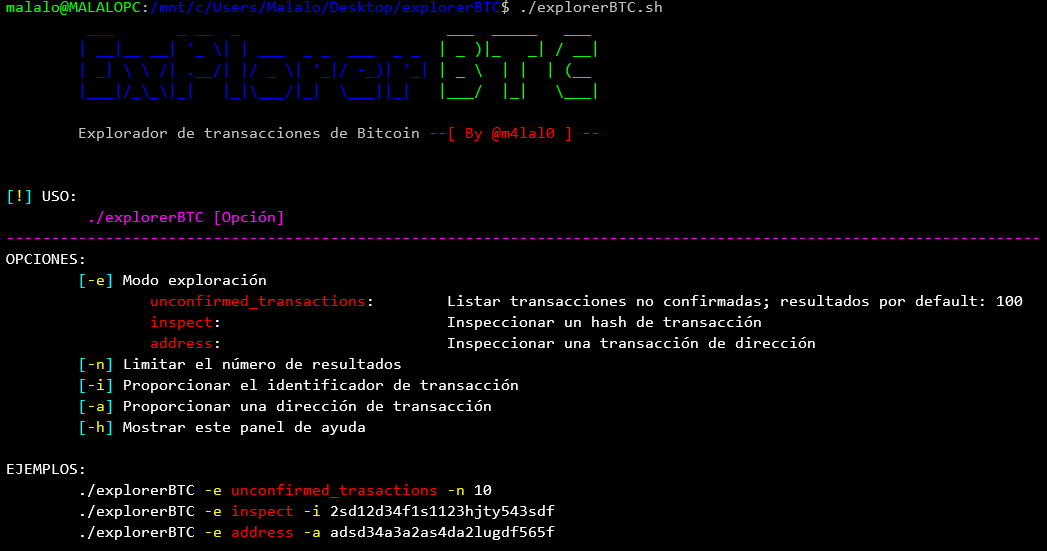 malalo@MALALOPC:/mnt/c/Users/Malalo/Desktop/explorerBTC$ ./explorerBTC.sh
ExPlorer BTC
Explorador de transacciones de Bitcoin --[ By @m4lal0 ] --
[!] USO:
./explorerBTC [Opción]
--------------------------------------------------------------------------------------------------------------------
OPCIONES:
[-e] Modo exploración
unconfirmed_transactions: Listar transacciones no confirmadas; resultados por default: 100
inspect: Inspeccionar un hash de transacción
address: Inspeccionar una transacción de dirección
[-n] Limitar el número de resultados
[-i] Proporcionar el identificador de transacción
[-a] Proporcionar una dirección de transacción
[-h] Mostrar este panel de ayuda
EJEMPLOS:
./explorerBTC -e unconfirmed_trasactions -n 10
./explorerBTC -e inspect -i 2sd12d34f1s1123hjty543sdf
./explorerBTC -e address -a adsd34a3a2as4da2lugdf565f